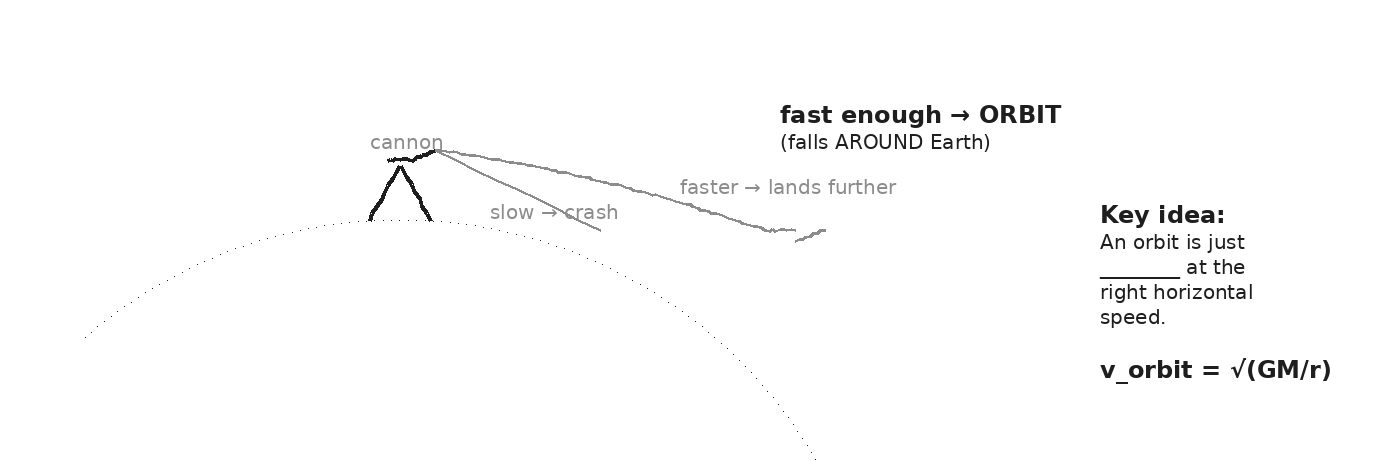 fast enough → ORBIT
(falls AROUND Earth)
cannon
faster → lands further
slow → crash
Key idea:
An orbit is just
________ at the
right horizontal
speed.
v_orbit = √(GM/r)